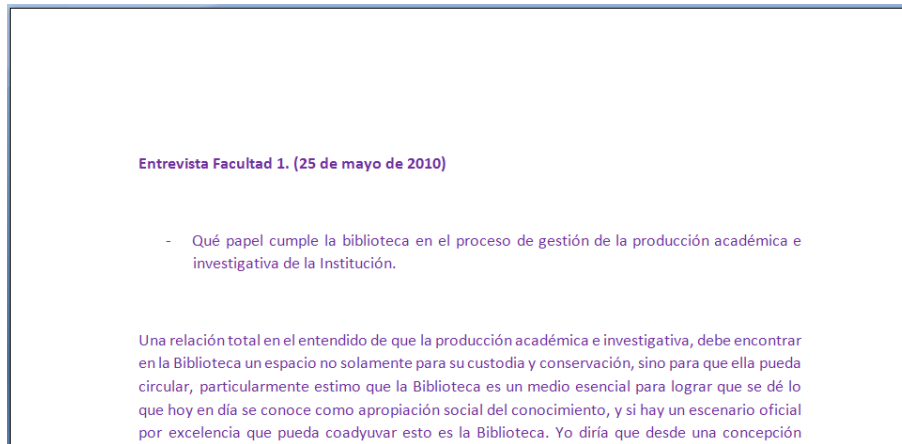 Entrevista Facultad 1. (25 de mayo de 2010)
- Qué papel cumple la biblioteca en el proceso de gestión de la producción académica e
investigativa de la Institución.
Una relación total en el entendido de que la producción académica e investigativa, debe encontrar
en la Biblioteca un espacio no solamente para su custodia y conservación, sino para que ella pueda
circular, particularmente estimo que la Biblioteca es un medio esencial para lograr que se dé lo
que hoy en día se conoce como apropiación social del conocimiento, y si hay un escenario oficial
por excelencia que pueda coadyuvar esto es la Biblioteca. Yo diría que desde una concepción